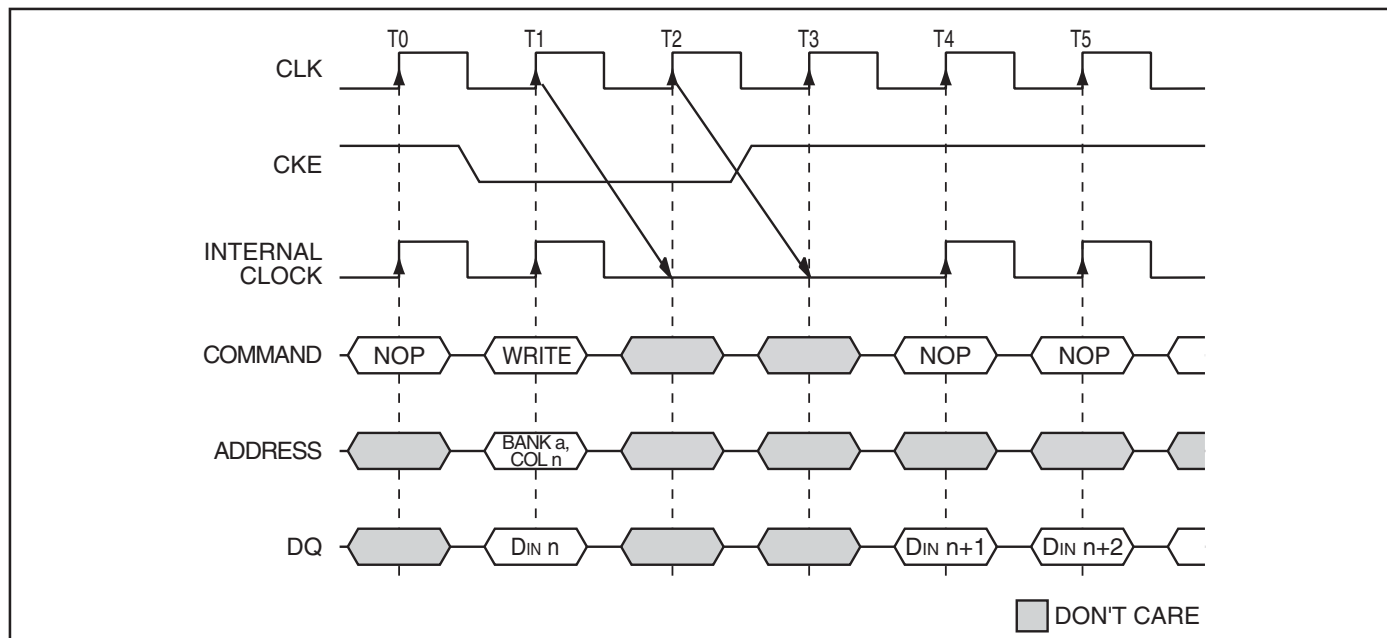 T0 T1 T2 T3 T4 T5
CLK
CKE
INTERNAL
CLOCK
COMMAND NOP WRITE NOP NOP
ADDRESS BANK a,
COL n
DQ DIN n DIN n+1 DIN n+2
DON'T CARE